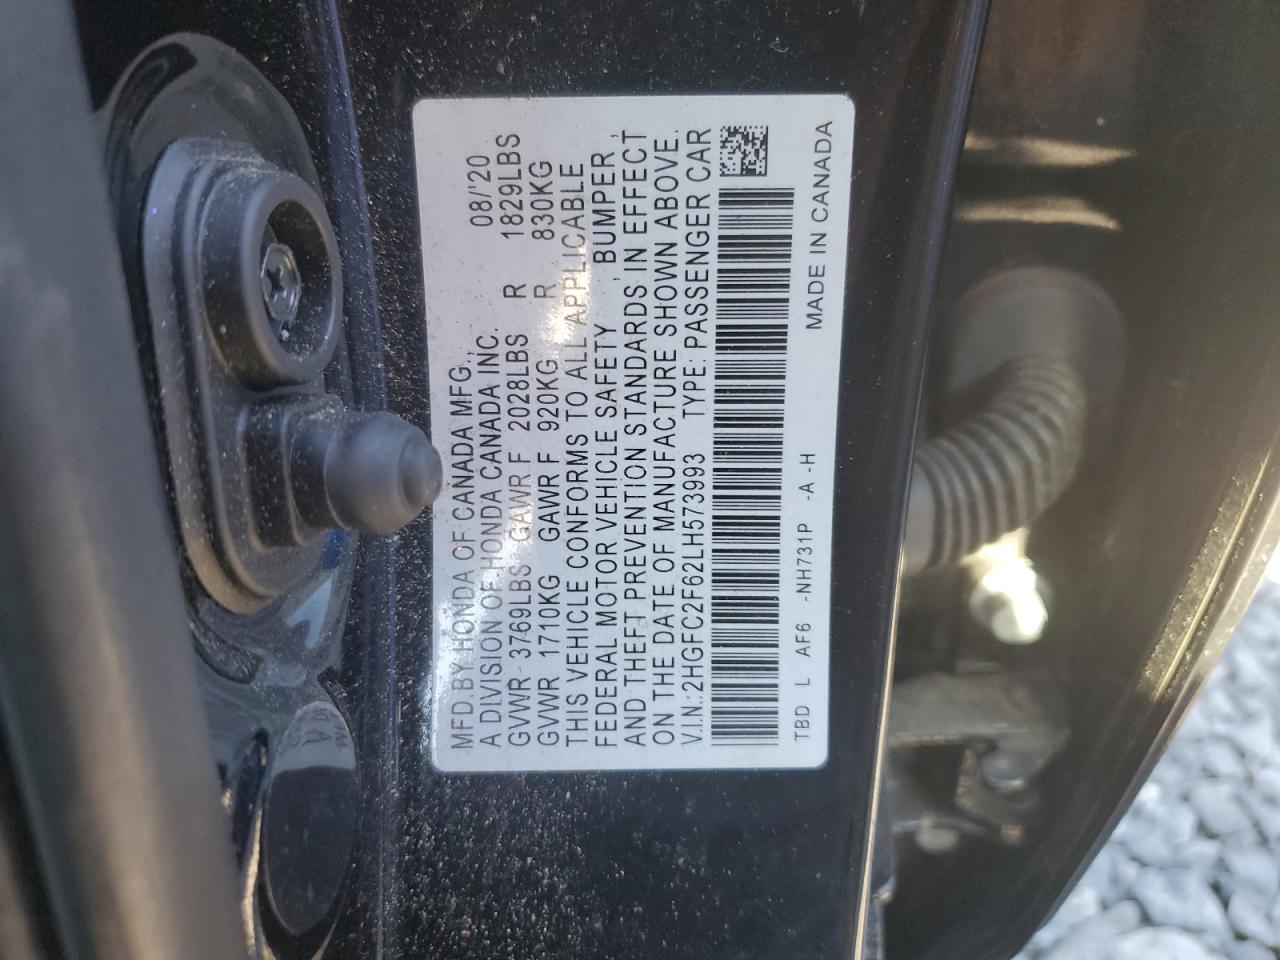 MFD.BY HONDA OF CANADA MFG.,
A DIVISION OF HONDA CANADA INC. 08/'20
GVWR 3769LBS GAWR F 2028LBS R 1829LBS
GVWR 1710KG GAWR F 920KG R 830KG
THIS VEHICLE CONFORMS TO ALL APPLICABLE
FEDERAL MOTOR VEHICLE SAFETY , BUMPER ,
AND THEFT PREVENTION STANDARDS IN EFFECT
ON THE DATE OF MANUFACTURE SHOWN ABOVE.
V.I.N.:2HGFC2F62LH573993 TYPE: PASSENGER CAR
TBD L AF6 -NH731P -A -H MADE IN CANADA